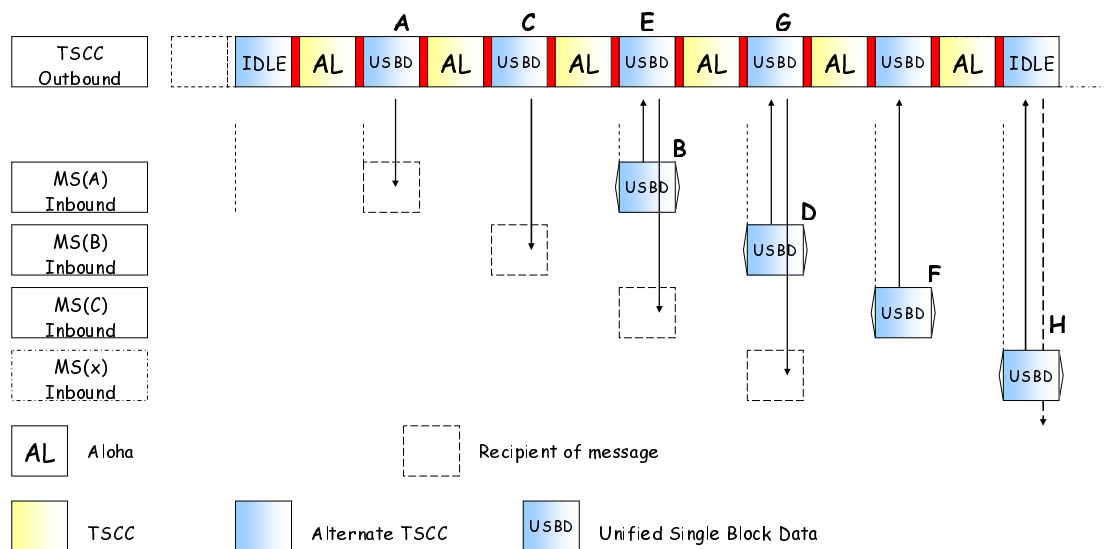 A C E G
TSCC
Outbound
IDLE AL USBD AL USBD AL USBD AL USBD AL USBD AL IDLE
MS(A)
Inbound
USBD
B
MS(B)
Inbound
USBD
D
MS(C)
Inbound
USBD
F
MS(x)
Inbound
USBD
H
AL Aloha
Recipient of message
TSCC
Alternate TSCC
USBD Unified Single Block Data